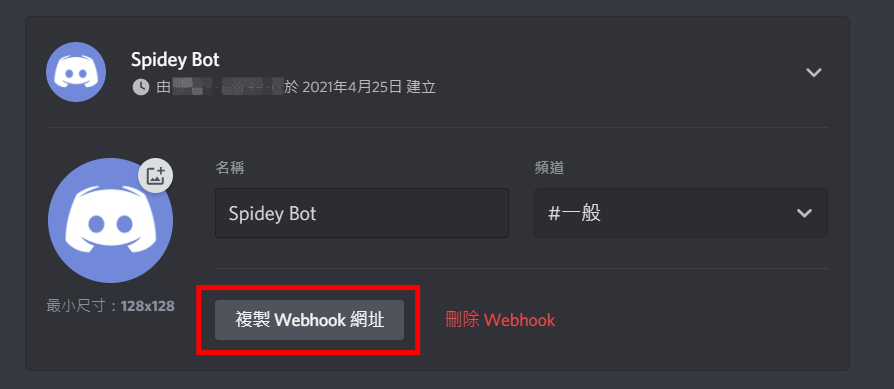 Spidey Bot
由 於 2021年4月25日 建立
名稱
頻道
Spidey Bot
#一般
最小尺寸：128x128
複製 Webhook 網址
刪除 Webhook